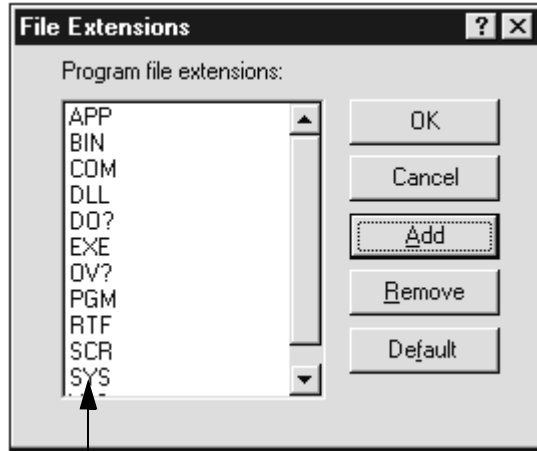 File Extensions
Program file extensions:
APP
BIN
COM
DLL
DO?
EXE
OV?
PGM
RTF
SCR
SYS
OK
Cancel
Add
Remove
Default